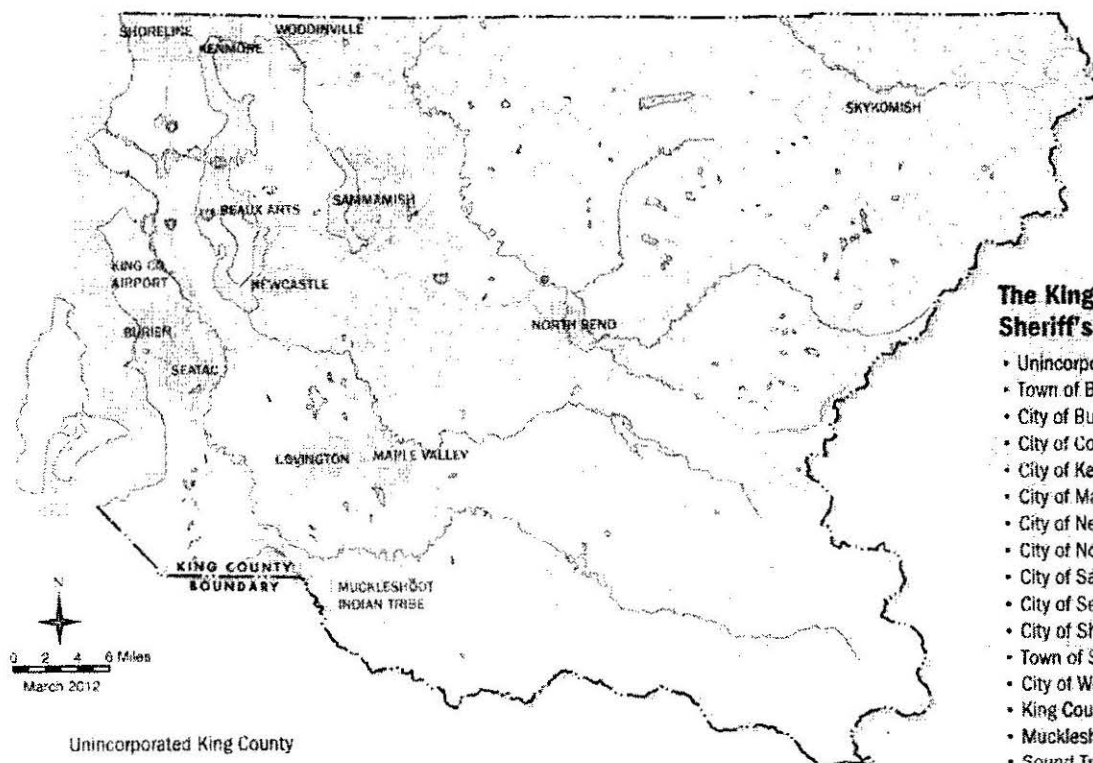 SHORELINE
KENMORE
WOODINVILLE
SKYKOMISH
BEAUX ARTS
SAMMAMISH
KING CO
AIRPORT
NEWCASTLE
BURIEN
NORTH BEND
SEATAC
COVINGTON
MAPLE VALLEY
KING COUNTY
BOUNDARY
MUCKLESHOOT
INDIAN TRIBE
N
0 2 4 6 Miles
March 2012
Unincorporated King County
The King
Sheriff's
• Unincorpo
• Town of B
• City of Bu
• City of Co
• City of Ke
• City of Ma
• City of Ne
• City of No
• City of Sa
• City of Se
• City of Sh
• Town of S
• City of W
• King Cou
• Mucklesh
• Sound Tr